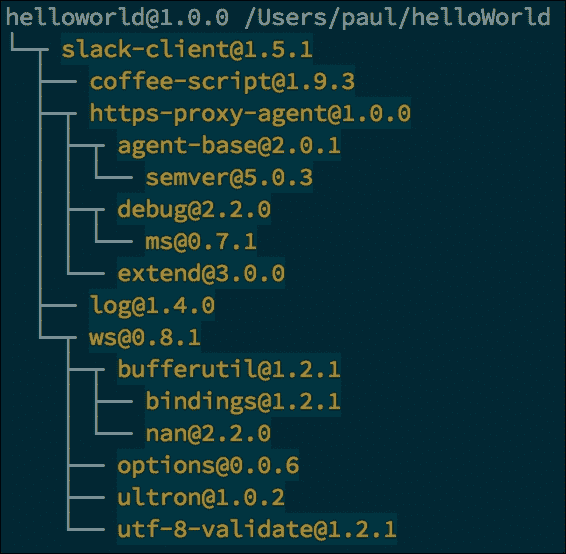 helloworld@1.0.0 /Users/paul/helloWorld
└─┬ slack-client@1.5.1
  ├── coffee-script@1.9.3
  ├─┬ https-proxy-agent@1.0.0
  │ ├─┬ agent-base@2.0.1
  │ │ └── semver@5.0.3
  │ ├─┬ debug@2.2.0
  │ │ └── ms@0.7.1
  │ └── extend@3.0.0
  ├── log@1.4.0
  └─┬ ws@0.8.1
    ├─┬ bufferutil@1.2.1
    │ ├── bindings@1.2.1
    │ └── nan@2.2.0
    ├── options@0.0.6
    ├── ultron@1.0.2
    └── utf-8-validate@1.2.1